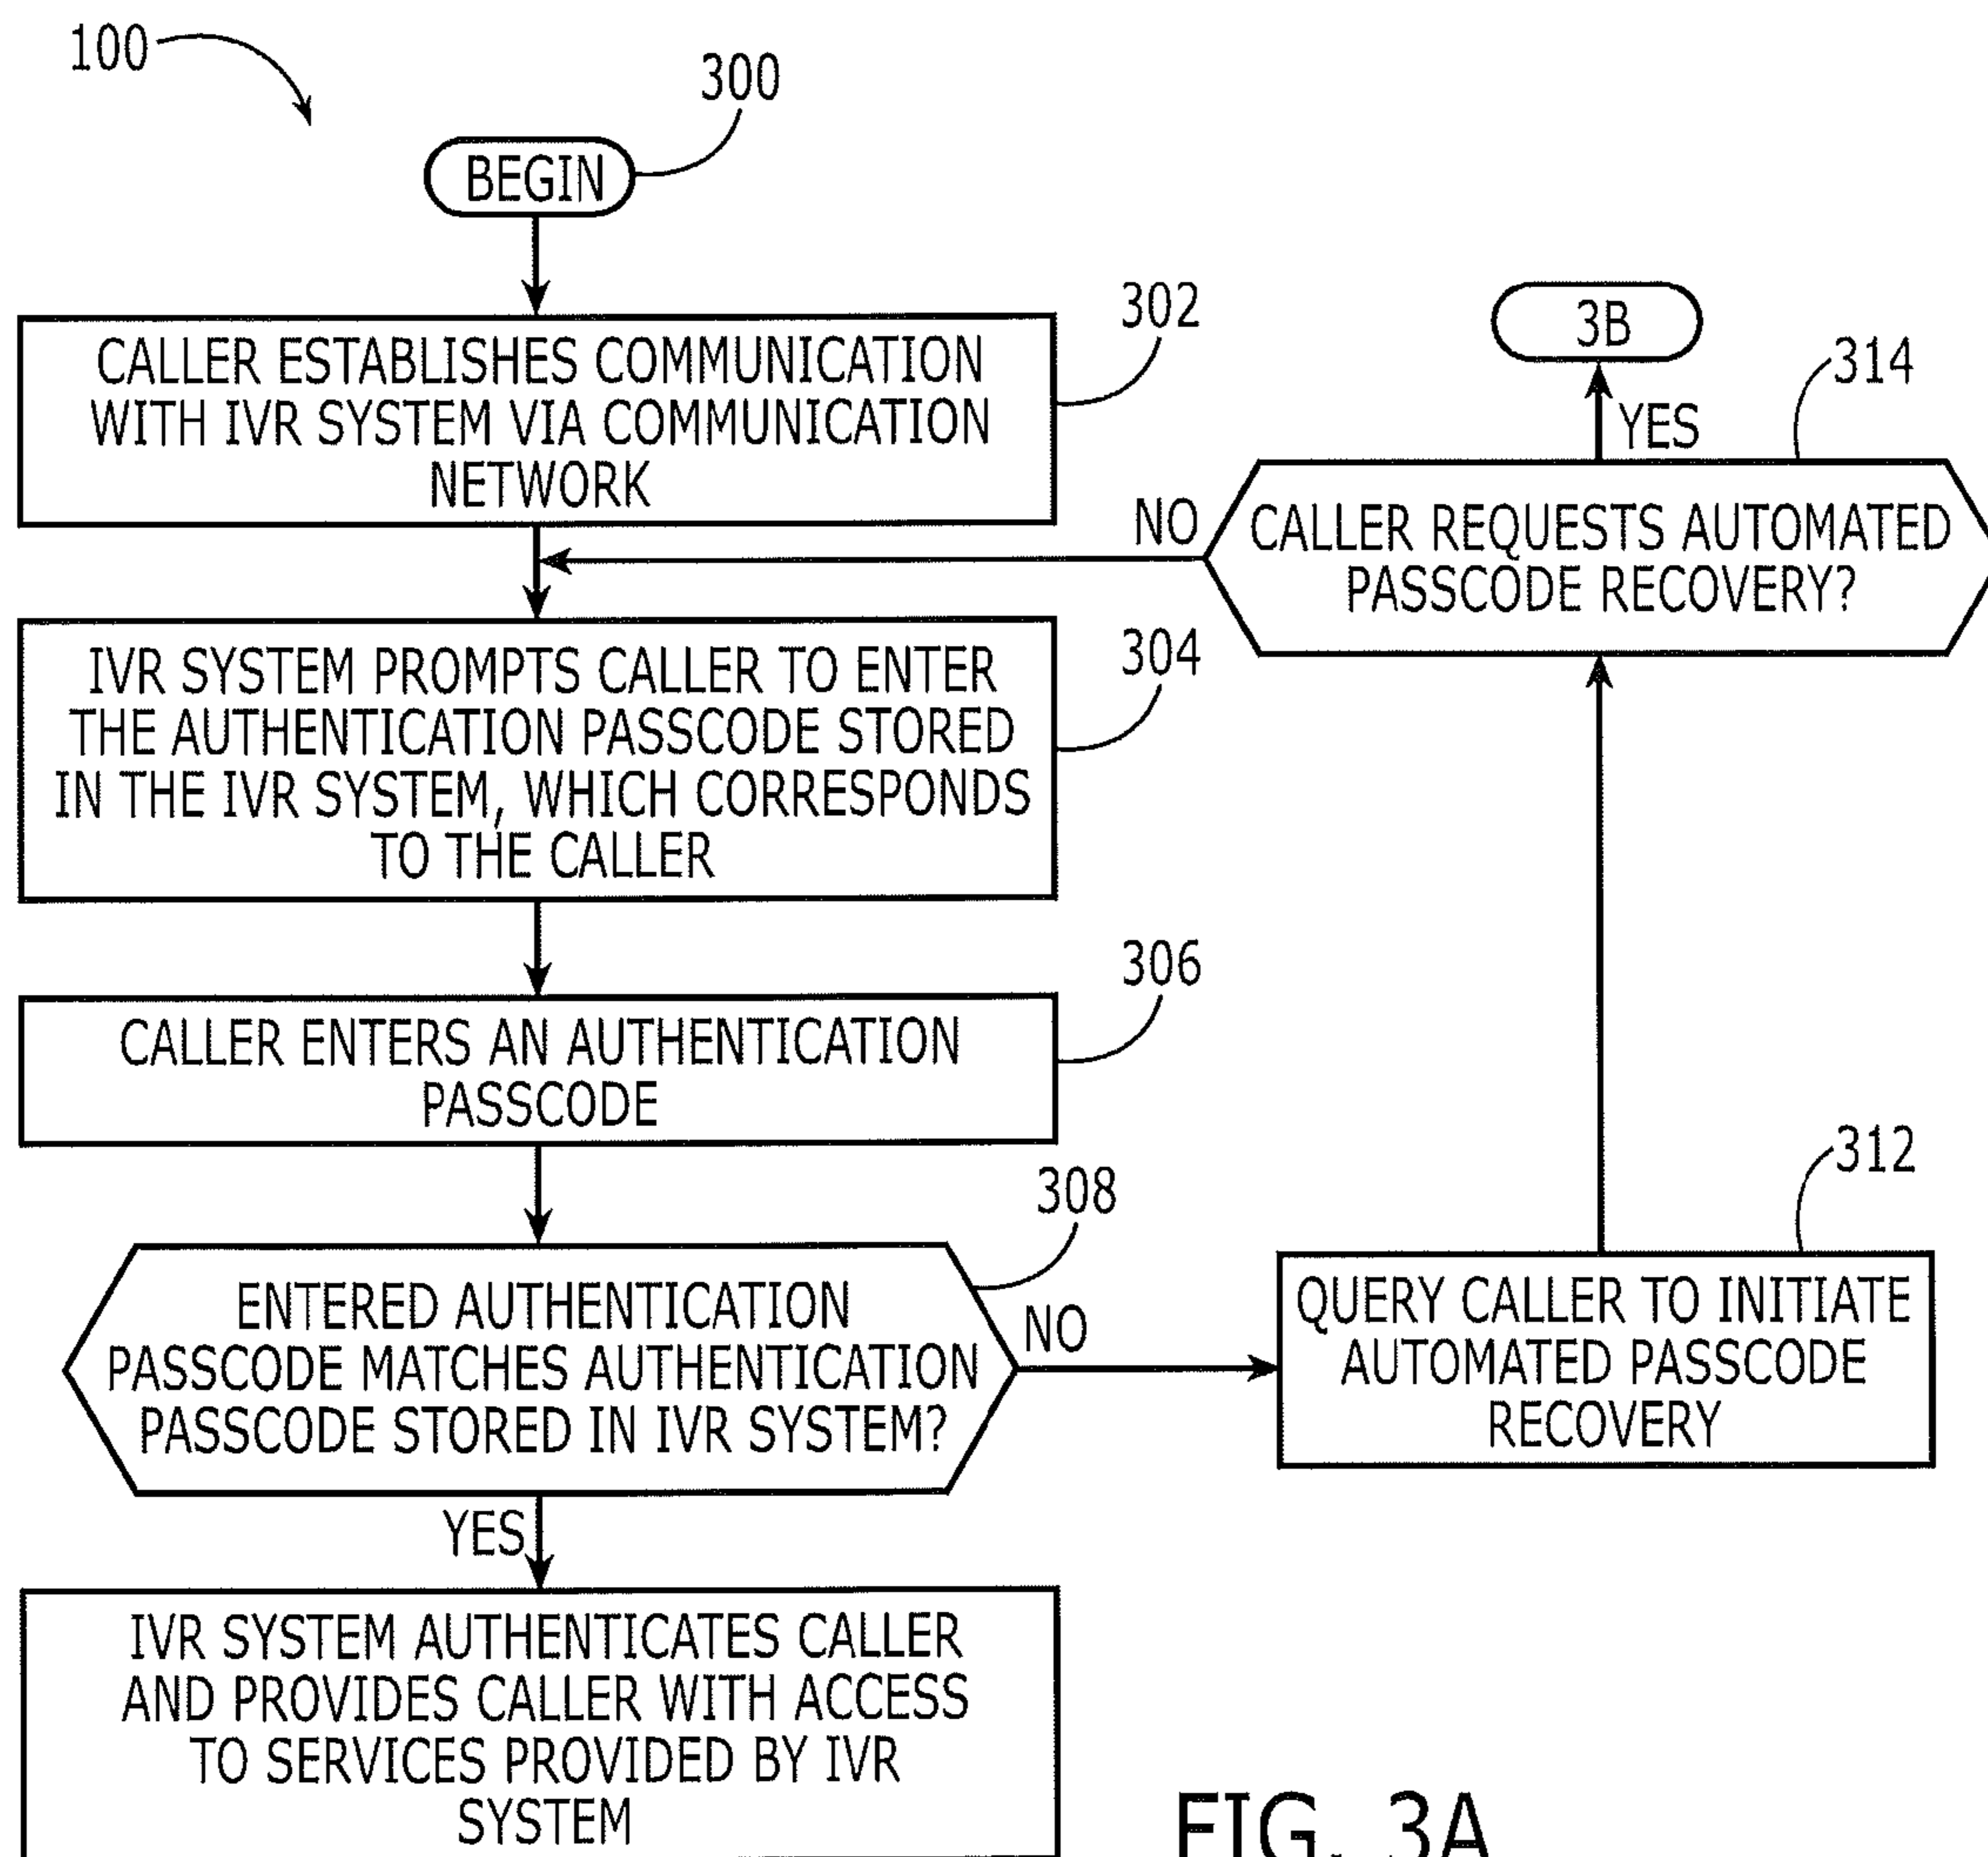 100
300
BEGIN
302
CALLER ESTABLISHES COMMUNICATION
WITH IVR SYSTEM VIA COMMUNICATION
NETWORK
3B
314
YES
NO
CALLER REQUESTS AUTOMATED
PASSCODE RECOVERY?
304
IVR SYSTEM PROMPTS CALLER TO ENTER
THE AUTHENTICATION PASSCODE STORED
IN THE IVR SYSTEM, WHICH CORRESPONDS
TO THE CALLER
306
CALLER ENTERS AN AUTHENTICATION
PASSCODE
308
ENTERED AUTHENTICATION
PASSCODE MATCHES AUTHENTICATION
PASSCODE STORED IN IVR SYSTEM?
NO
312
QUERY CALLER TO INITIATE
AUTOMATED PASSCODE
RECOVERY
YES
IVR SYSTEM AUTHENTICATES CALLER
AND PROVIDES CALLER WITH ACCESS
TO SERVICES PROVIDED BY IVR
SYSTEM
FIG. 3A